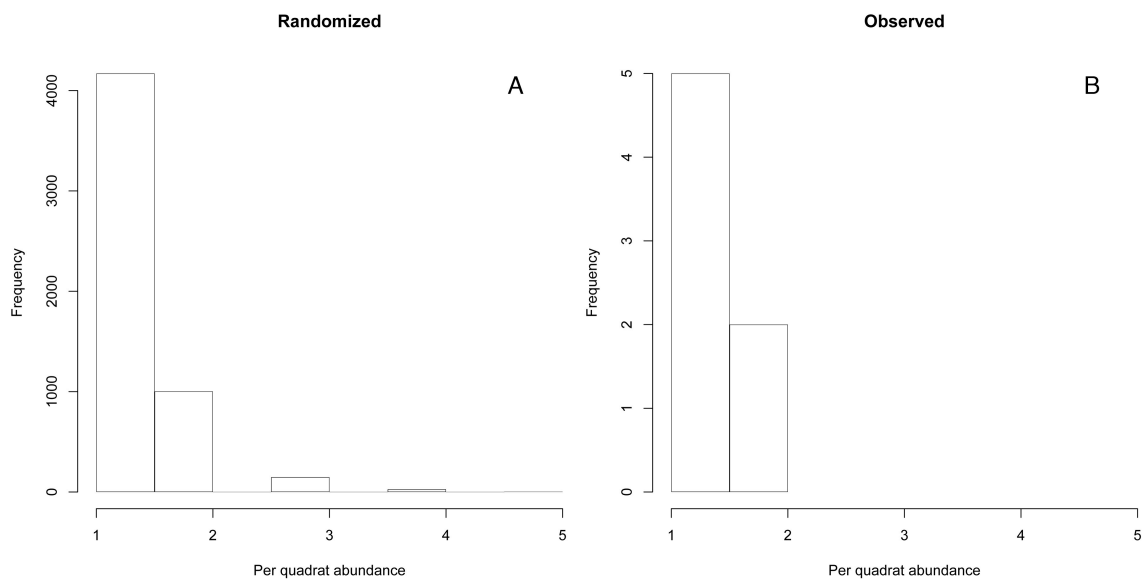 Randomized
A
4000
3000
2000
1000
0
Frequency
1 2 3 4 5
Per quadrat abundance
Observed
B
5
4
3
2
1
0
Frequency
1 2 3 4 5
Per quadrat abundance